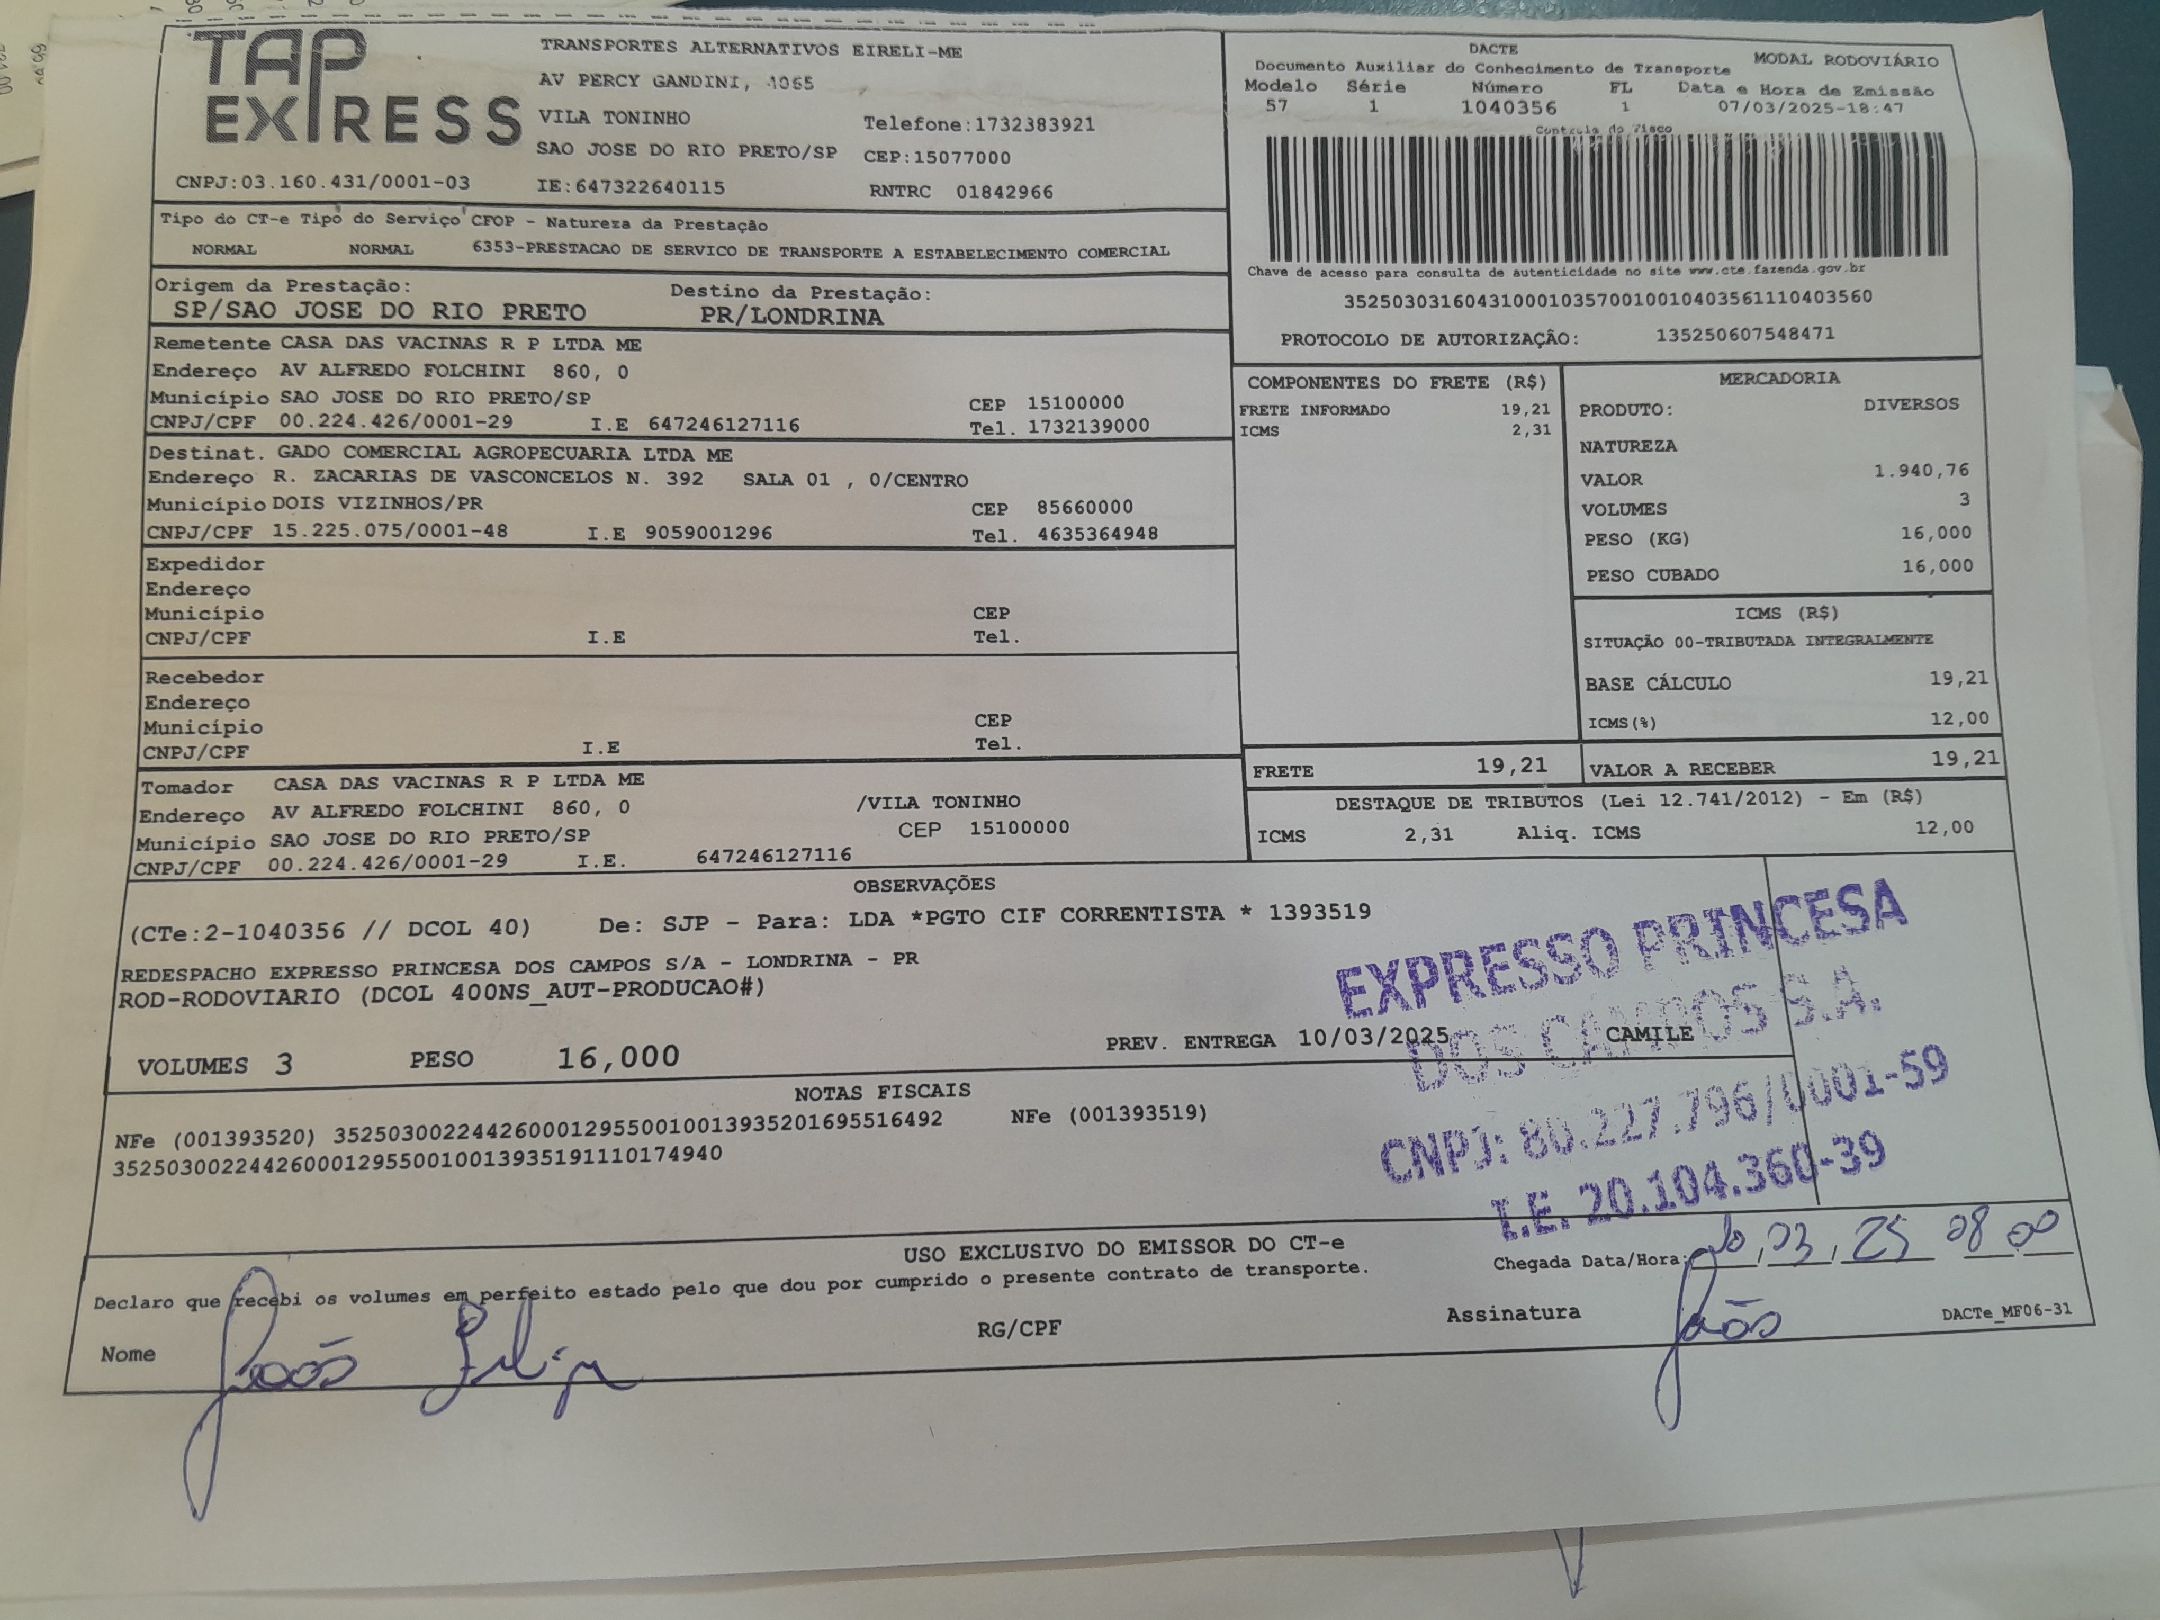 TAP EXPRESS
TRANSPORTES ALTERNATIVOS EIRELI-ME
AV PERCY GANDINI, 1065
VILA TONINHO Telefone:1732383921
SAO JOSE DO RIO PRETO/SP CEP:15077000
CNPJ:03.160.431/0001-03 IE:647322640115 RNTRC 01842966
DACTE MODAL RODOVIÁRIO
Documento Auxiliar do Conhecimento de Transporte
Modelo Série Número FL Data e Hora de Emissão
57 1 1040356 1 07/03/2025-18:47
Controle do Fisco
Chave de acesso para consulta de autenticidade no site www.cte.fazenda.gov.br
35250303160431000103570010010403561110403560
PROTOCOLO DE AUTORIZAÇÃO: 135250607548471
Tipo do CT-e Tipo do Serviço CFOP - Natureza da Prestação
NORMAL NORMAL 6353-PRESTACAO DE SERVICO DE TRANSPORTE A ESTABELECIMENTO COMERCIAL
Origem da Prestação: Destino da Prestação:
SP/SAO JOSE DO RIO PRETO PR/LONDRINA
Remetente CASA DAS VACINAS R P LTDA ME
Endereço AV ALFREDO FOLCHINI 860, 0
Município SAO JOSE DO RIO PRETO/SP CEP 15100000
CNPJ/CPF 00.224.426/0001-29 I.E 647246127116 Tel. 1732139000
Destinat. GADO COMERCIAL AGROPECUARIA LTDA ME
Endereço R. ZACARIAS DE VASCONCELOS N. 392 SALA 01 , 0/CENTRO
Município DOIS VIZINHOS/PR CEP 85660000
CNPJ/CPF 15.225.075/0001-48 I.E 9059001296 Tel. 4635364948
Expedidor
Endereço
Município CEP
CNPJ/CPF I.E Tel.
Recebedor
Endereço
Município CEP
CNPJ/CPF I.E Tel.
Tomador CASA DAS VACINAS R P LTDA ME
Endereço AV ALFREDO FOLCHINI 860, 0 /VILA TONINHO
Município SAO JOSE DO RIO PRETO/SP CEP 15100000
CNPJ/CPF 00.224.426/0001-29 I.E. 647246127116
COMPONENTES DO FRETE (R$)
FRETE INFORMADO 19,21
ICMS 2,31
MERCADORIA
PRODUTO: DIVERSOS
NATUREZA
VALOR 1.940,76
VOLUMES 3
PESO (KG) 16,000
PESO CUBADO 16,000
ICMS (R$)
SITUAÇÃO 00-TRIBUTADA INTEGRALMENTE
BASE CÁLCULO 19,21
ICMS(%) 12,00
FRETE 19,21 VALOR A RECEBER 19,21
DESTAQUE DE TRIBUTOS (Lei 12.741/2012) - Em (R$)
ICMS 2,31 Aliq. ICMS 12,00
OBSERVAÇÕES
(CTe:2-1040356 // DCOL 40) De: SJP - Para: LDA *PGTO CIF CORRENTISTA * 1393519
REDESPACHO EXPRESSO PRINCESA DOS CAMPOS S/A - LONDRINA - PR
ROD-RODOVIARIO (DCOL 400NS_AUT-PRODUCAO#)
VOLUMES 3 PESO 16,000 PREV. ENTREGA 10/03/2025 CAMILE
EXPRESSO PRINCESA
DOS CAMPOS S.A.
CNPJ: 80.227.796/0001-59
I.E. 20.104.360-39
NOTAS FISCAIS
NFe (001393520) 35250300224426000129550010013935201695516492 NFe (001393519)
35250300224426000129550010013935191110174940
USO EXCLUSIVO DO EMISSOR DO CT-e
Declaro que recebi os volumes em perfeito estado pelo que dou por cumprido o presente contrato de transporte.
Chegada Data/Hora: 10/03/25 08 00
Nome João RG/CPF Assinatura João
DACTe_MF06-31